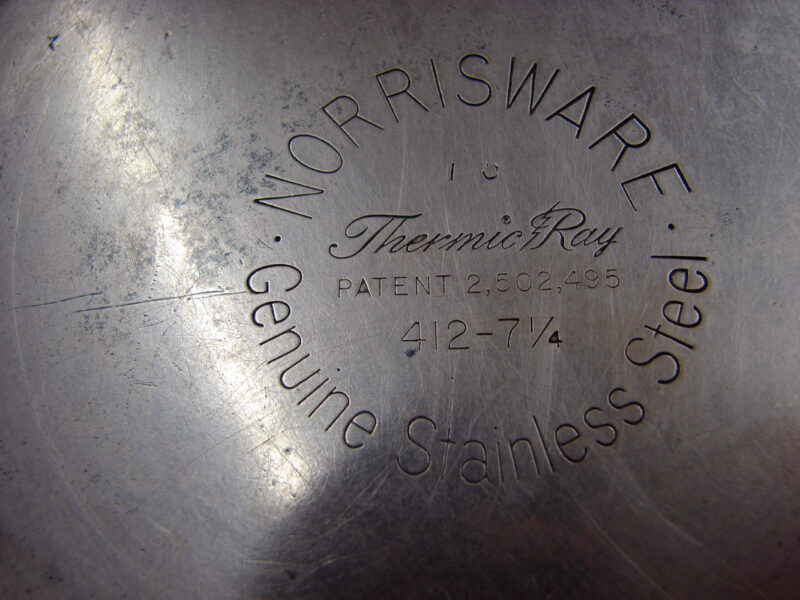 NORRISWARE
Thermic Ray
PATENT 2,502,495
412-7¼
Genuine Stainless Steel